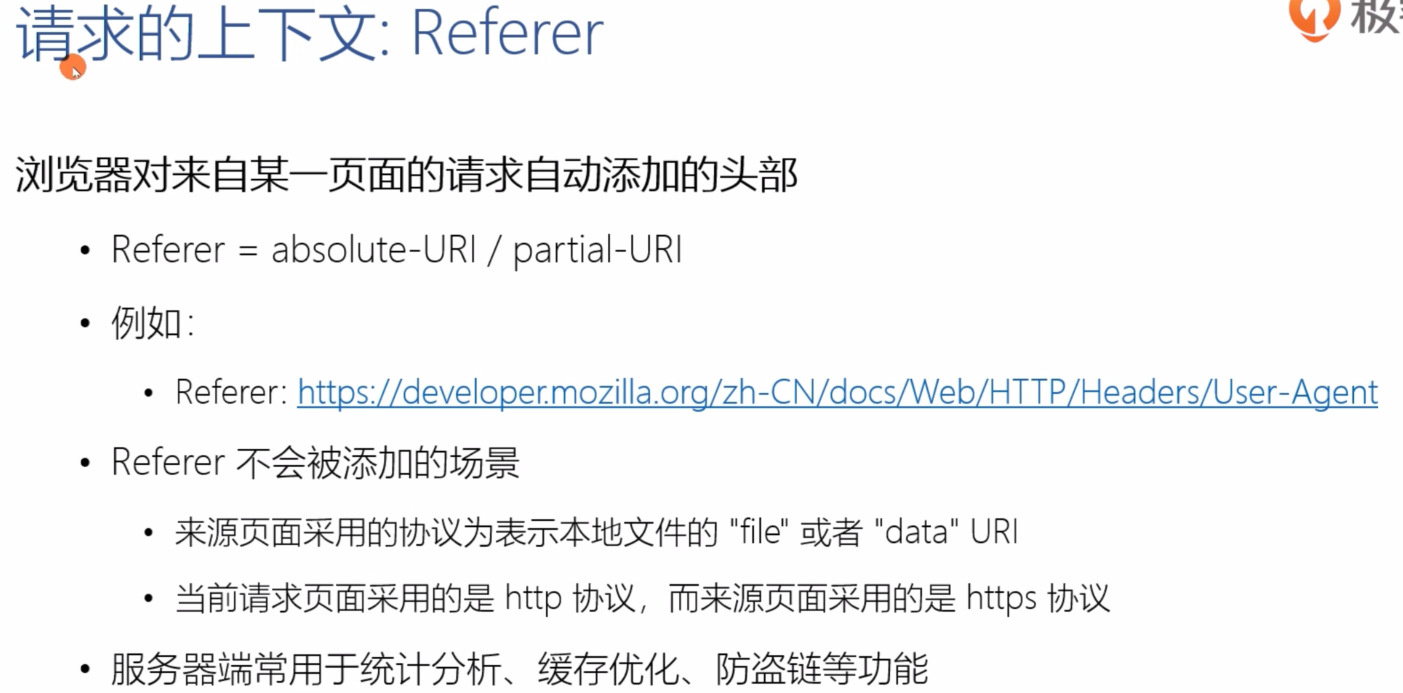 请求的上下文: Referer
极客
浏览器对来自某一页面的请求自动添加的头部
• Referer = absolute-URI / partial-URI
• 例如:
• Referer: https://developer.mozilla.org/zh-CN/docs/Web/HTTP/Headers/User-Agent
• Referer 不会被添加的场景
• 来源页面采用的协议为表示本地文件的 "file" 或者 "data" URI
• 当前请求页面采用的是 http 协议，而来源页面采用的是 https 协议
• 服务器端常用于统计分析、缓存优化、防盗链等功能